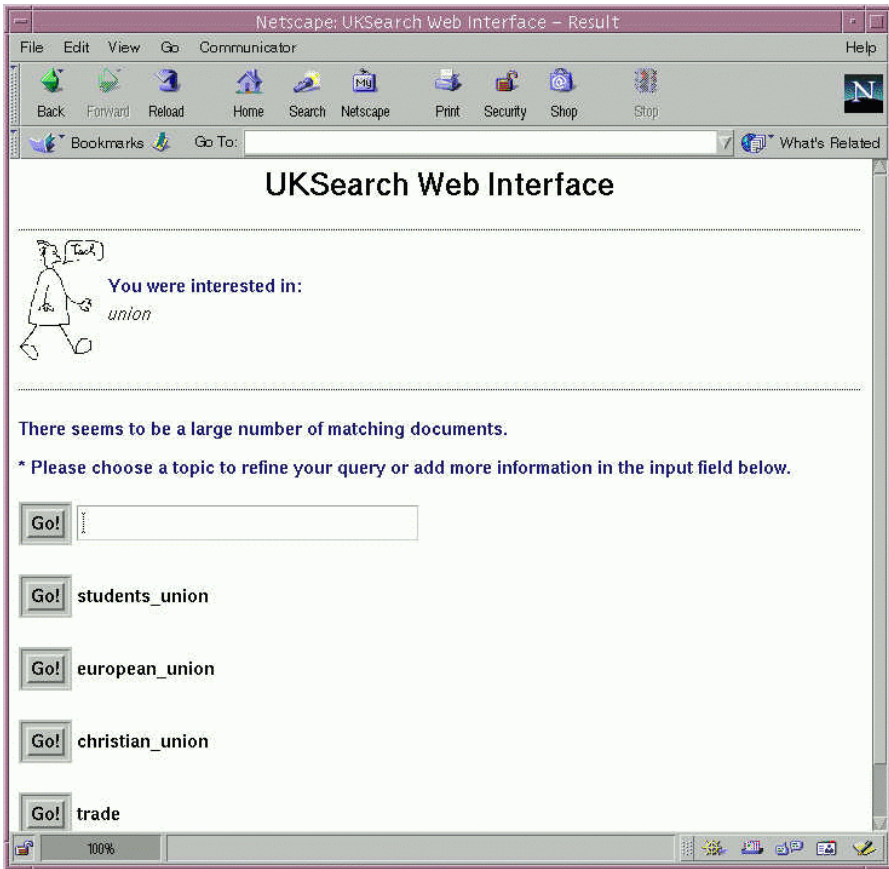 Netscape: UKSearch Web Interface – Result
File Edit View Go Communicator Help
Back Forward Reload Home Search Netscape Print Security Shop Stop
My
N
Bookmarks Go To: What's Related
UKSearch Web Interface
You were interested in:
union
There seems to be a large number of matching documents.
* Please choose a topic to refine your query or add more information in the input field below.
Go!
Go! students_union
Go! european_union
Go! christian_union
Go! trade
100%